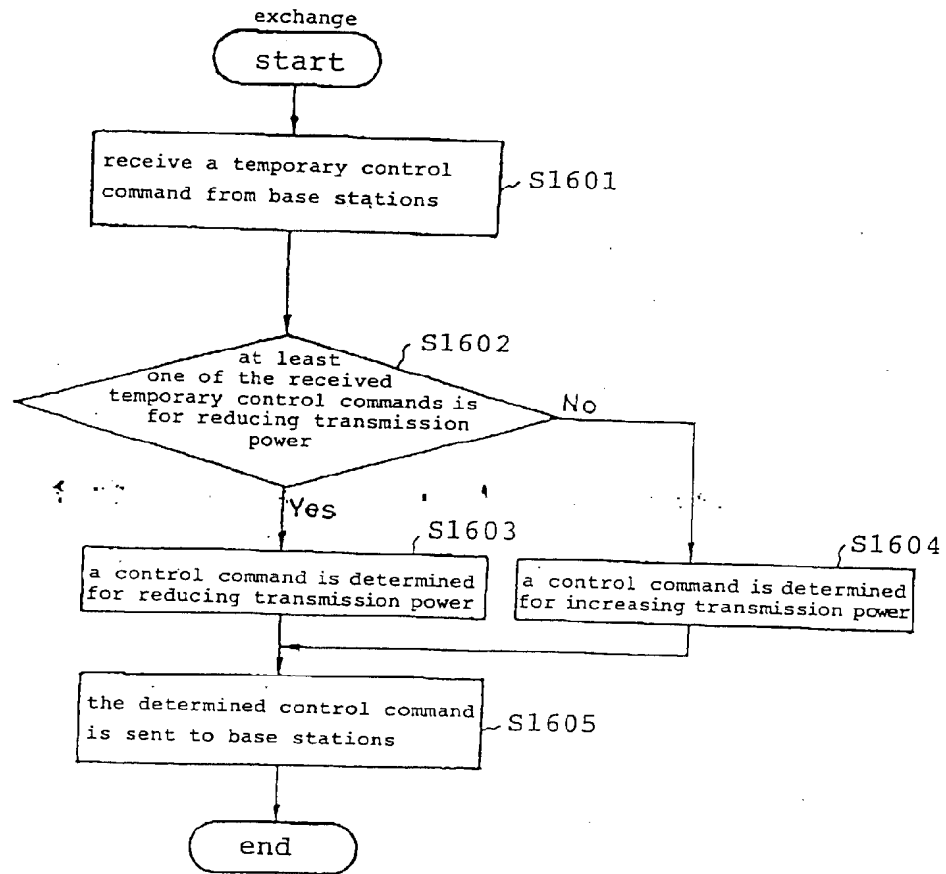 exchange
start
receive a temporary control
command from base stations
S1601
S1602
at least
one of the received
temporary control commands is
for reducing transmission
power
No
Yes
S1603
a control command is determined
for reducing transmission power
S1604
a control command is determined
for increasing transmission power
the determined control command
is sent to base stations
S1605
end